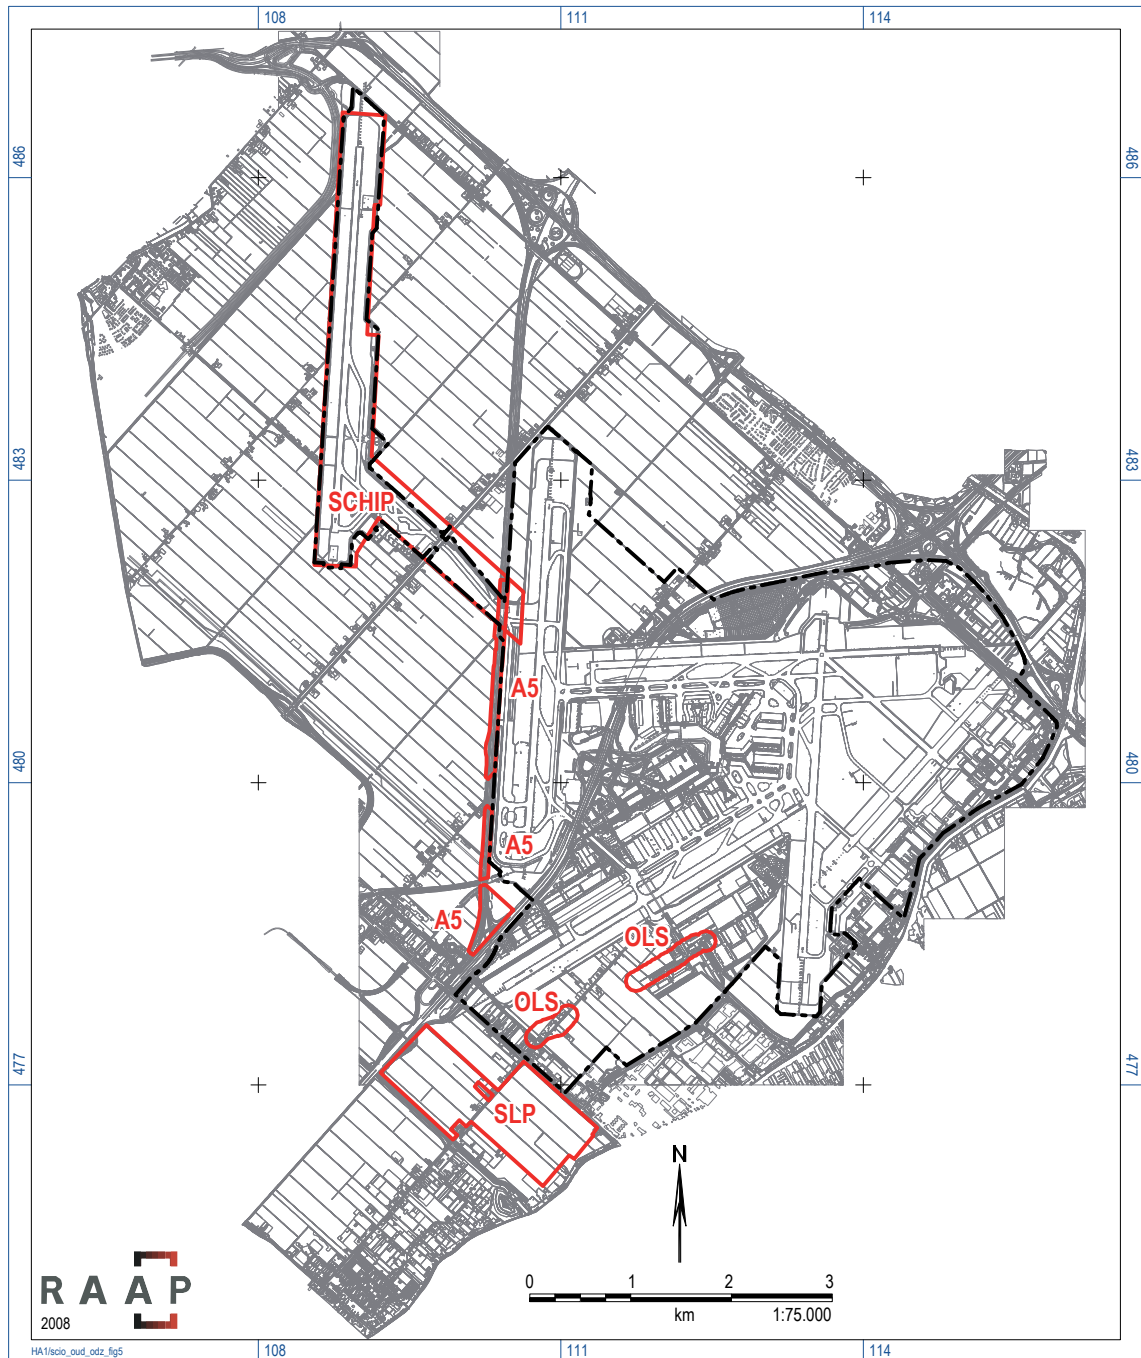 108 111 114
486 486
483 483
SCHIP
A5
480 480
A5
A5
OLS
OLS
477 477
SLP
N
0 1 2 3
km 1:75.000
RAAP
2008
HA1/scio_oud_odz_fig5
108 111 114